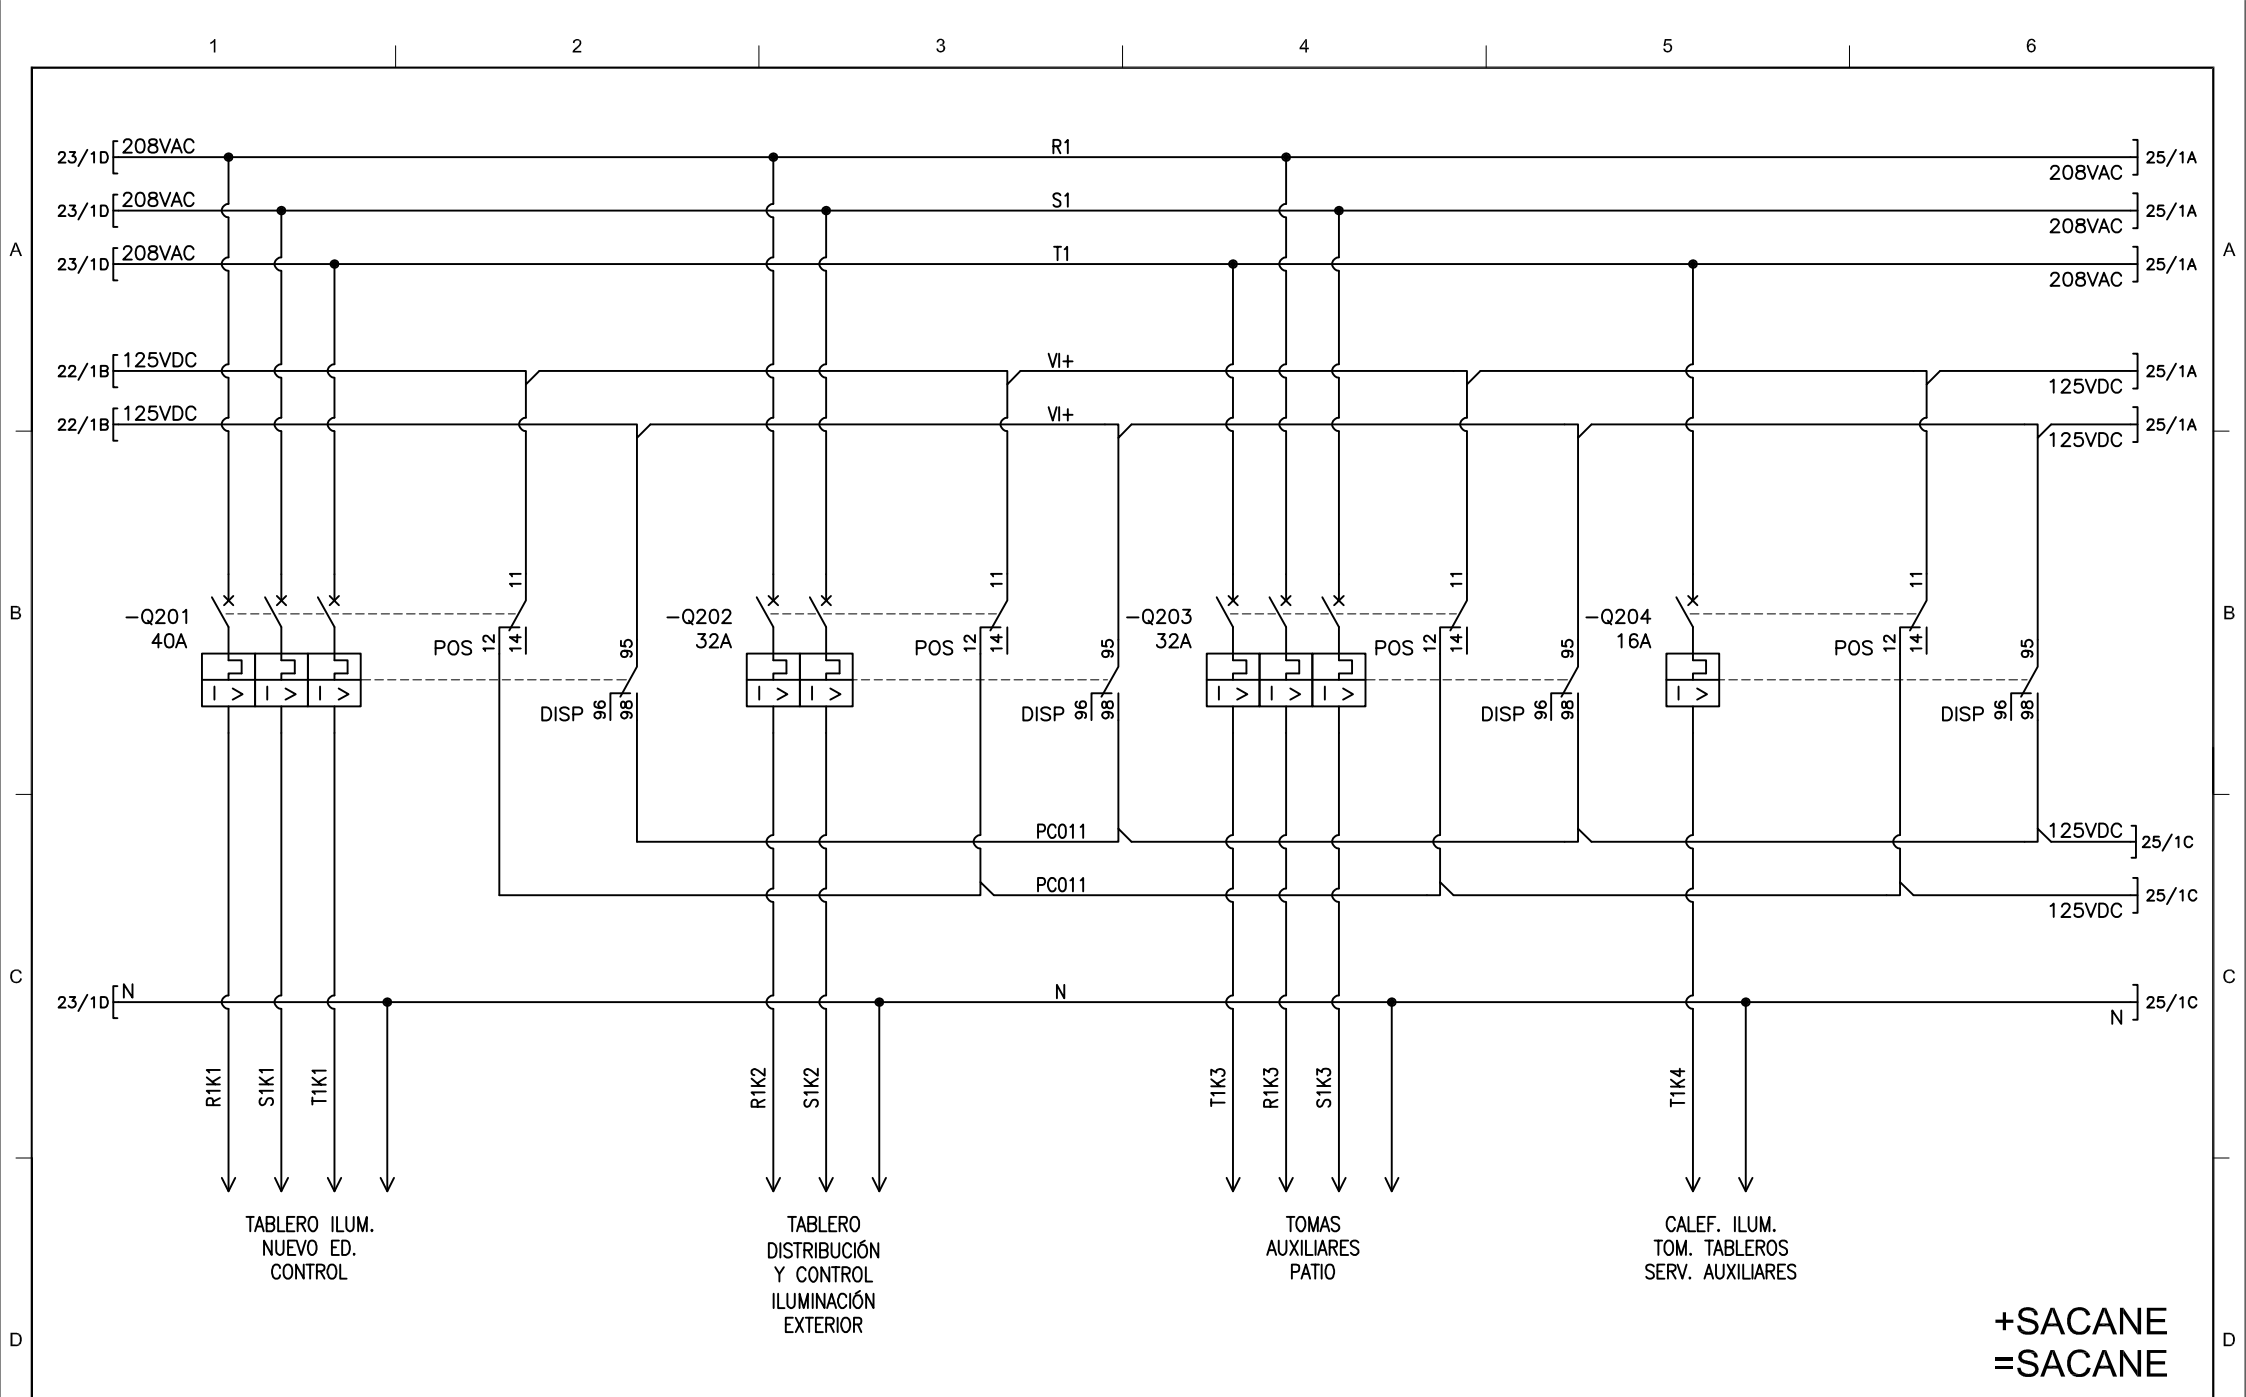 1 2 3 4 5 6
23/1D 208VAC R1 208VAC 25/1A
23/1D 208VAC S1 208VAC 25/1A
A A
23/1D 208VAC T1 208VAC 25/1A
22/1B 125VDC VI+ 125VDC 25/1A
22/1B 125VDC VI+ 125VDC 25/1A
B B
-Q201
40A
POS 11 12 14
DISP 95 96 98
I > I > I >
-Q202
32A
POS 11 12 14
DISP 95 96 98
I > I >
-Q203
32A
POS 11 12 14
DISP 95 96 98
I > I > I >
-Q204
16A
POS 11 12 14
DISP 95 96 98
I >
PC011 125VDC 25/1C
PC011 125VDC 25/1C
C C
23/1D N N N 25/1C
R1K1 S1K1 T1K1 R1K2 S1K2 T1K3 R1K3 S1K3 T1K4
TABLERO ILUM.
NUEVO ED.
CONTROL
TABLERO
DISTRIBUCIÓN
Y CONTROL
ILUMINACIÓN
EXTERIOR
TOMAS
AUXILIARES
PATIO
CALEF. ILUM.
TOM. TABLEROS
SERV. AUXILIARES
D D
+SACANE
=SACANE